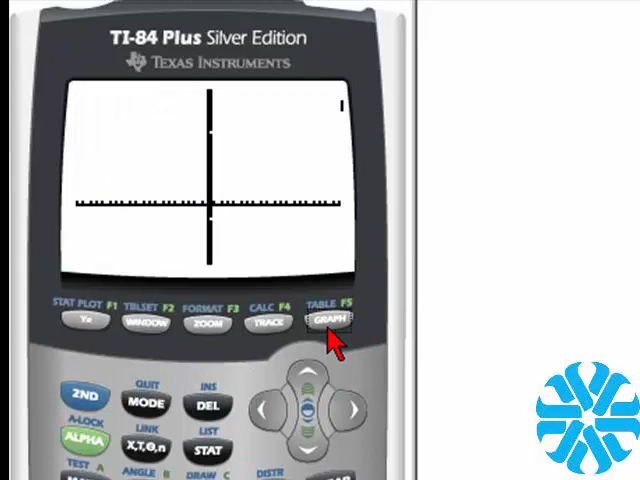 TI-84 Plus Silver Edition
TEXAS INSTRUMENTS
STAT PLOT F1 TBLSET F2 FORMAT F3 CALC F4 TABLE F5
Y= WINDOW ZOOM TRACE GRAPH
QUIT INS
2ND MODE DEL
A-LOCK LINK LIST
ALPHA X,T,Θ,n STAT
TEST A ANGLE B DRAW C DISTR